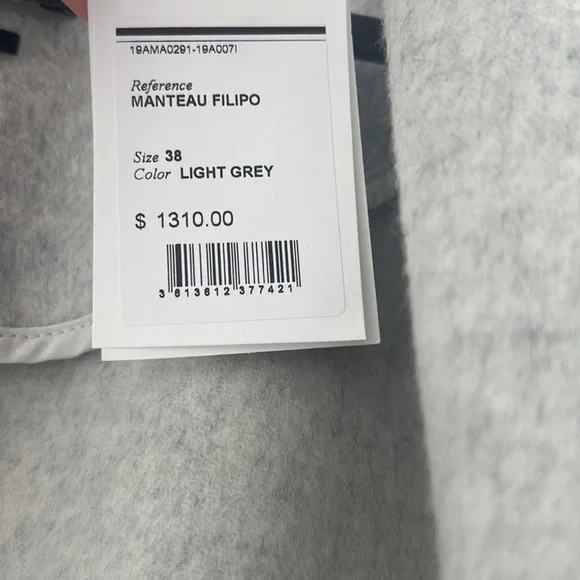 19AMA0291-19A007I
Reference
MANTEAU FILIPO
Size 38
Color LIGHT GREY
$ 1310.00
3 613612 377421